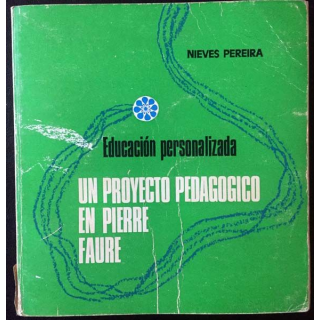 NIEVES PEREIRA
Educación personalizada
UN PROYECTO PEDAGOGICO
EN PIERRE
FAURE